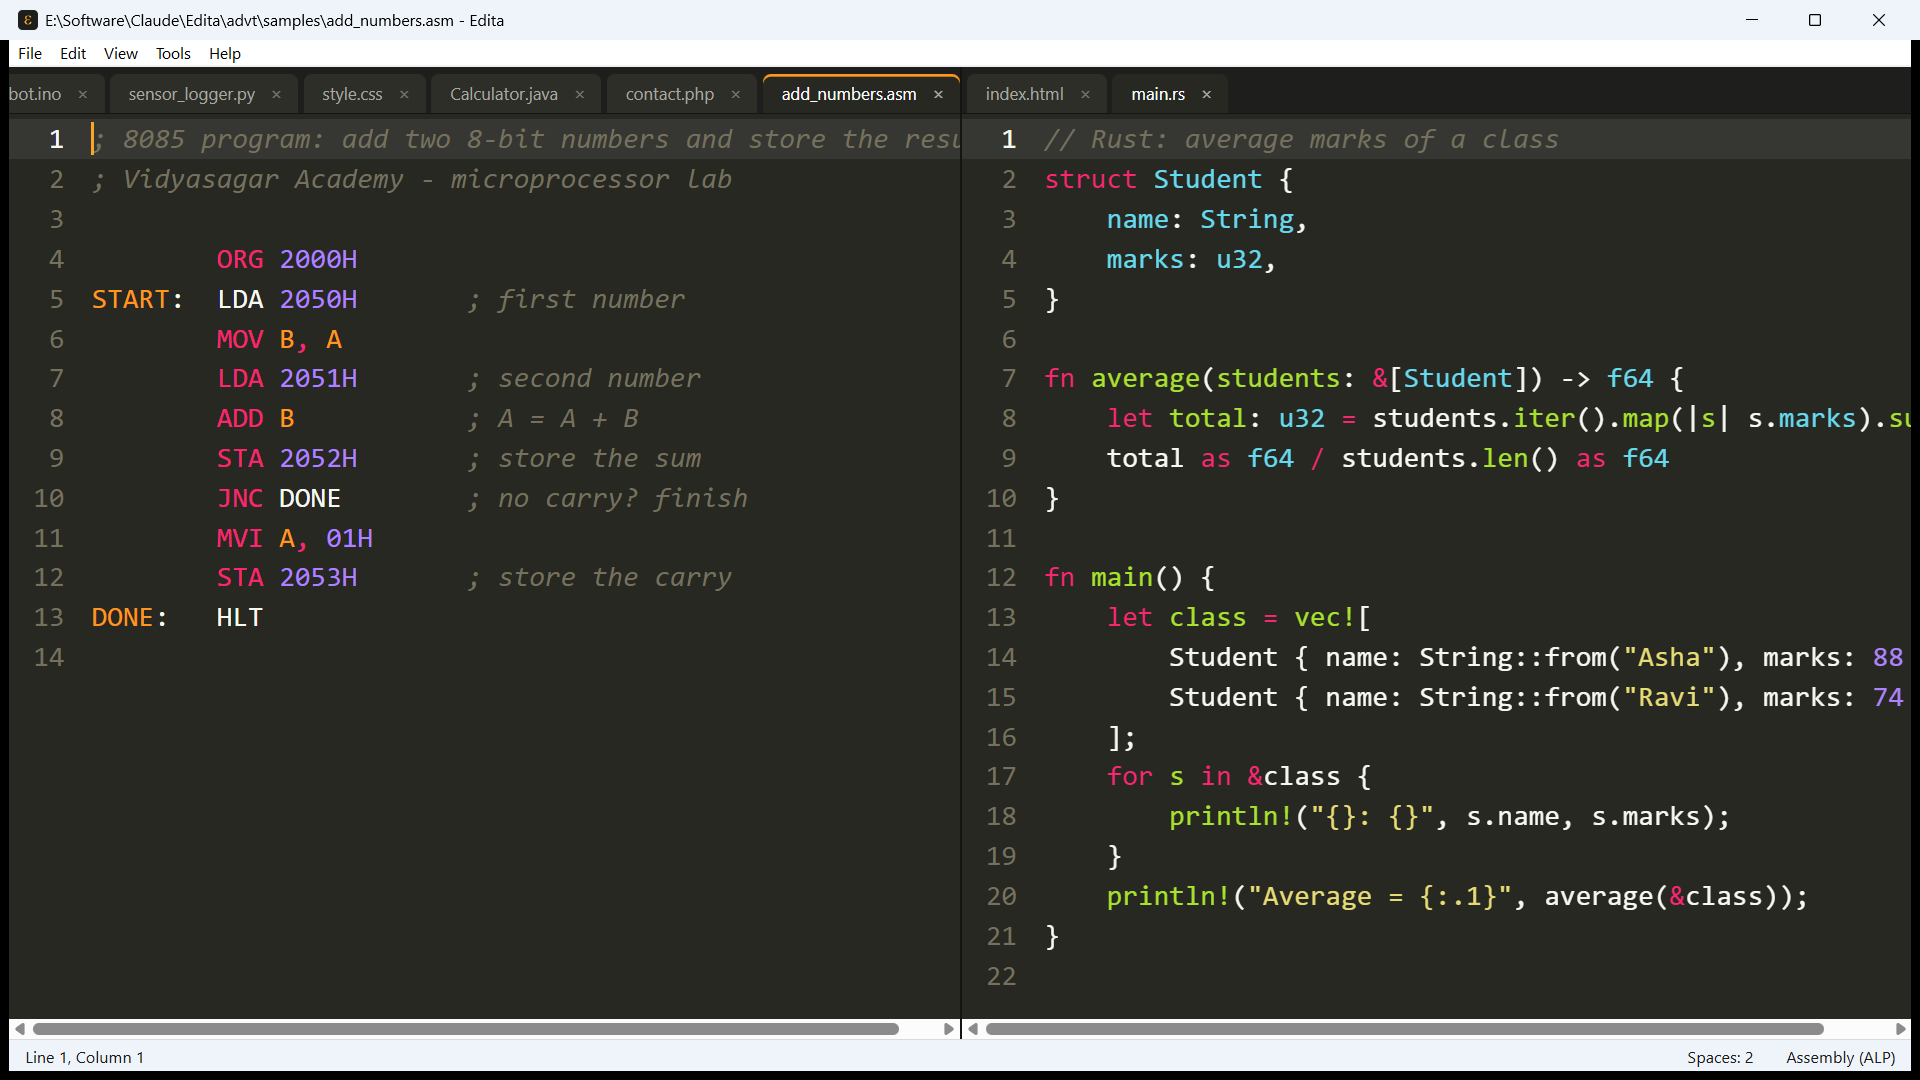 E:\Software\Claude\Edita\advt\samples\add_numbers.asm - Edita
File Edit View Tools Help
bot.ino × sensor_logger.py × style.css × Calculator.java × contact.php × add_numbers.asm × index.html × main.rs ×
1 ; 8085 program: add two 8-bit numbers and store the resu
2 ; Vidyasagar Academy - microprocessor lab
3
4         ORG 2000H
5 START:  LDA 2050H       ; first number
6         MOV B, A
7         LDA 2051H       ; second number
8         ADD B           ; A = A + B
9         STA 2052H       ; store the sum
10         JNC DONE        ; no carry? finish
11         MVI A, 01H
12         STA 2053H       ; store the carry
13 DONE:   HLT
14
1 // Rust: average marks of a class
2 struct Student {
3     name: String,
4     marks: u32,
5 }
6
7 fn average(students: &[Student]) -> f64 {
8     let total: u32 = students.iter().map(|s| s.marks).su
9     total as f64 / students.len() as f64
10 }
11
12 fn main() {
13     let class = vec![
14         Student { name: String::from("Asha"), marks: 88
15         Student { name: String::from("Ravi"), marks: 74
16     ];
17     for s in &class {
18         println!("{}: {}", s.name, s.marks);
19     }
20     println!("Average = {:.1}", average(&class));
21 }
22
Line 1, Column 1 Spaces: 2 Assembly (ALP)